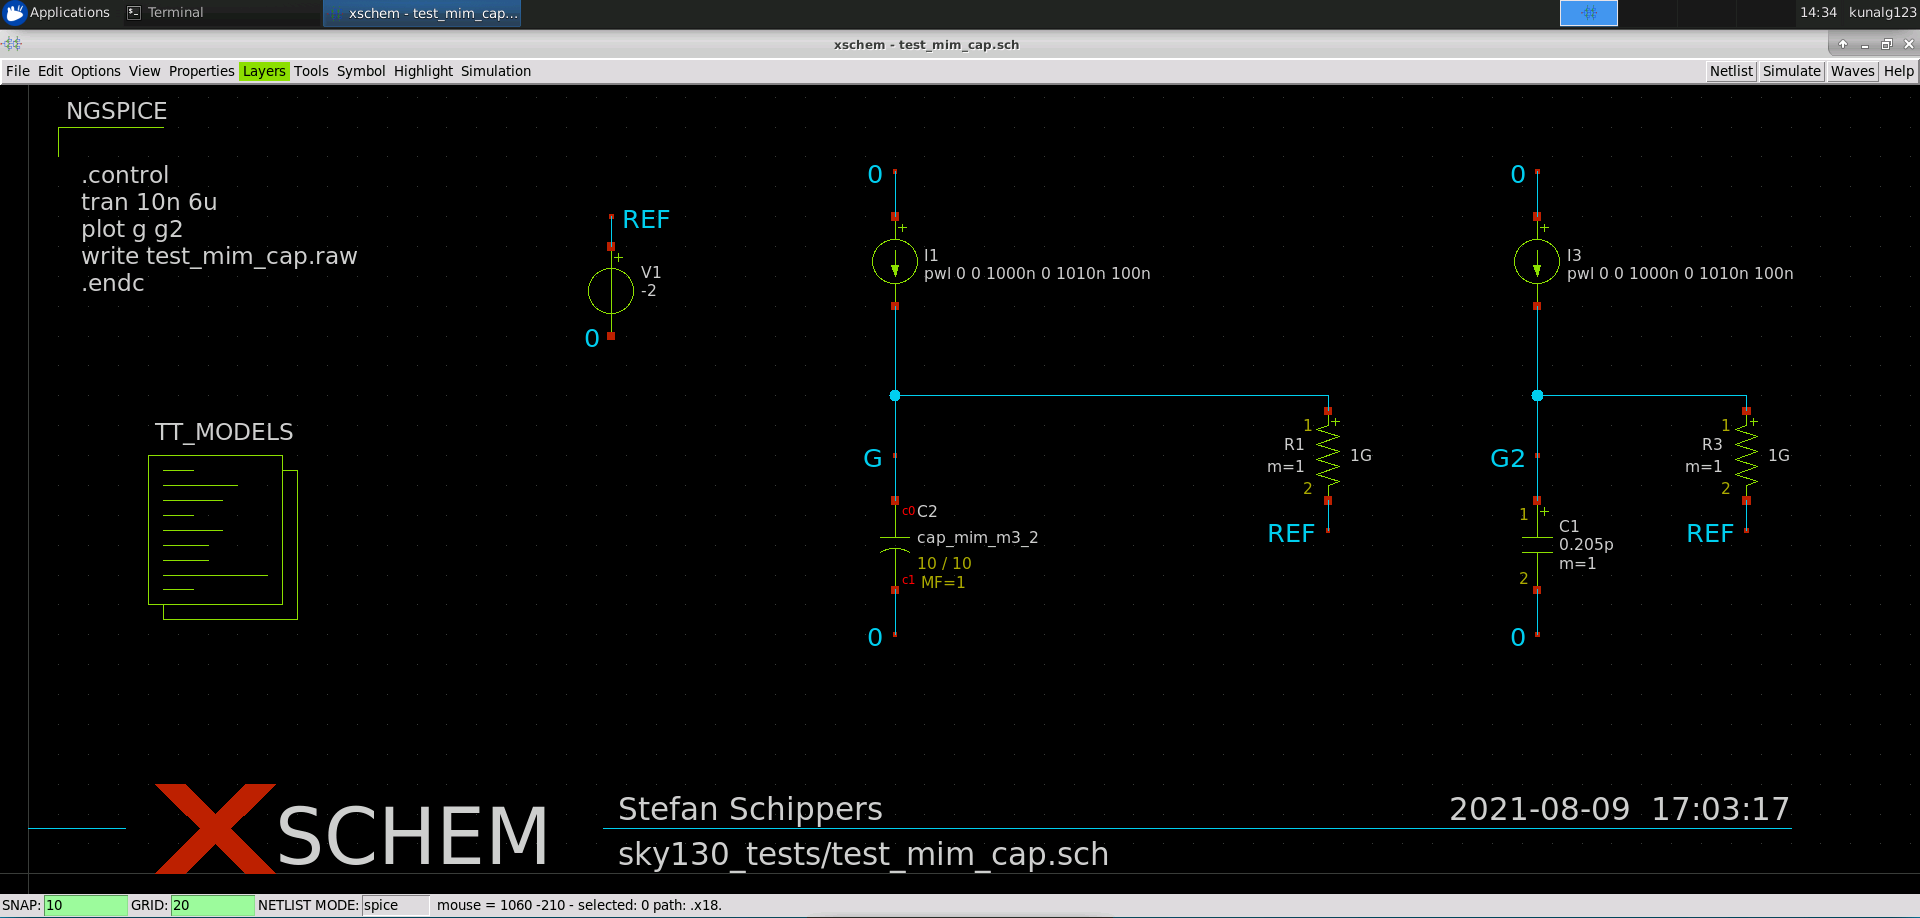 Applications
Terminal
xschem - test_mim_cap...
14:34 kunalg123
xschem - test_mim_cap.sch
File Edit Options View Properties Layers Tools Symbol Highlight Simulation
Netlist Simulate Waves Help
NGSPICE
.control
tran 10n 6u
plot g g2
write test_mim_cap.raw
.endc
REF
+
V1
-2
0
TT_MODELS
0
+
I1
pwl 0 0 1000n 0 1010n 100n
G
c0 C2
cap_mim_m3_2
10 / 10
c1 MF=1
0
1 +
R1
1G
m=1
2
REF
0
+
I3
pwl 0 0 1000n 0 1010n 100n
G2
1 +
C1
0.205p
m=1
2
0
1 +
R3
1G
m=1
2
REF
XSCHEM
Stefan Schippers
2021-08-09 17:03:17
sky130_tests/test_mim_cap.sch
SNAP: 10 GRID: 20 NETLIST MODE: spice mouse = 1060 -210 - selected: 0 path: .x18.